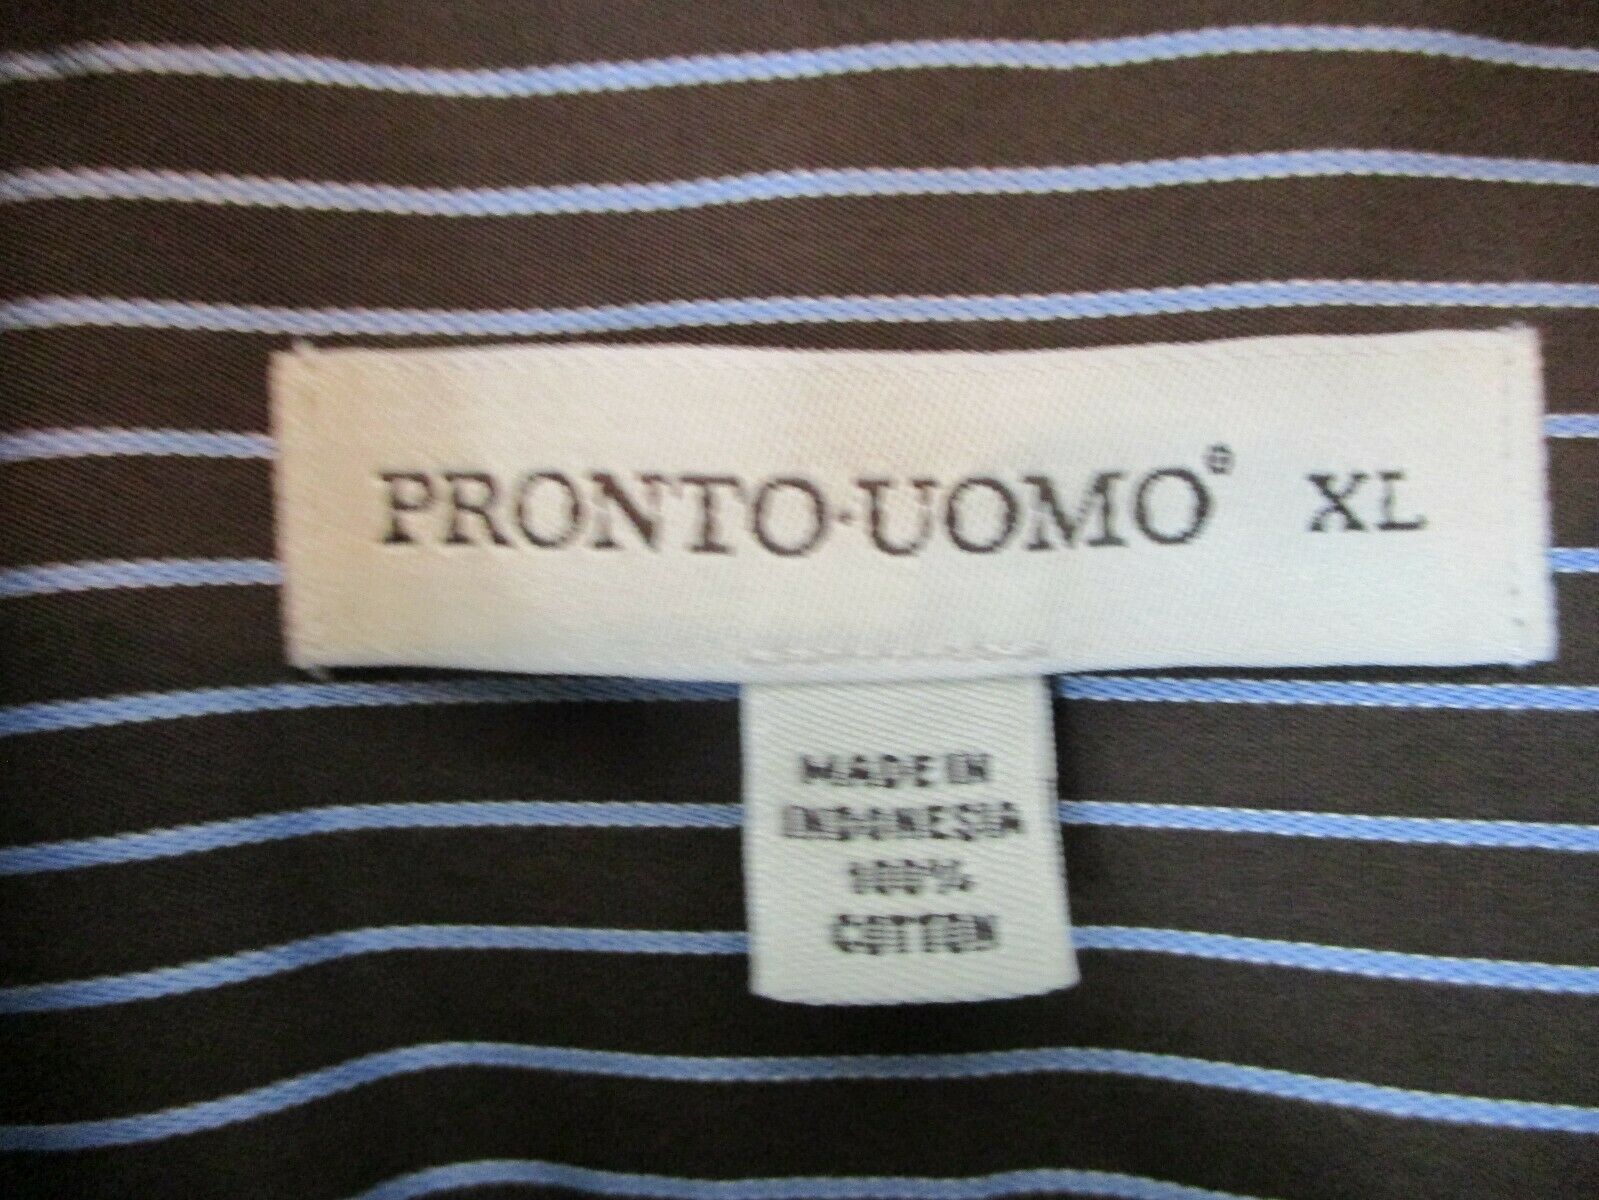 PRONTO·UOMO® XL
MADE IN
INDONESIA
100%
COTTON